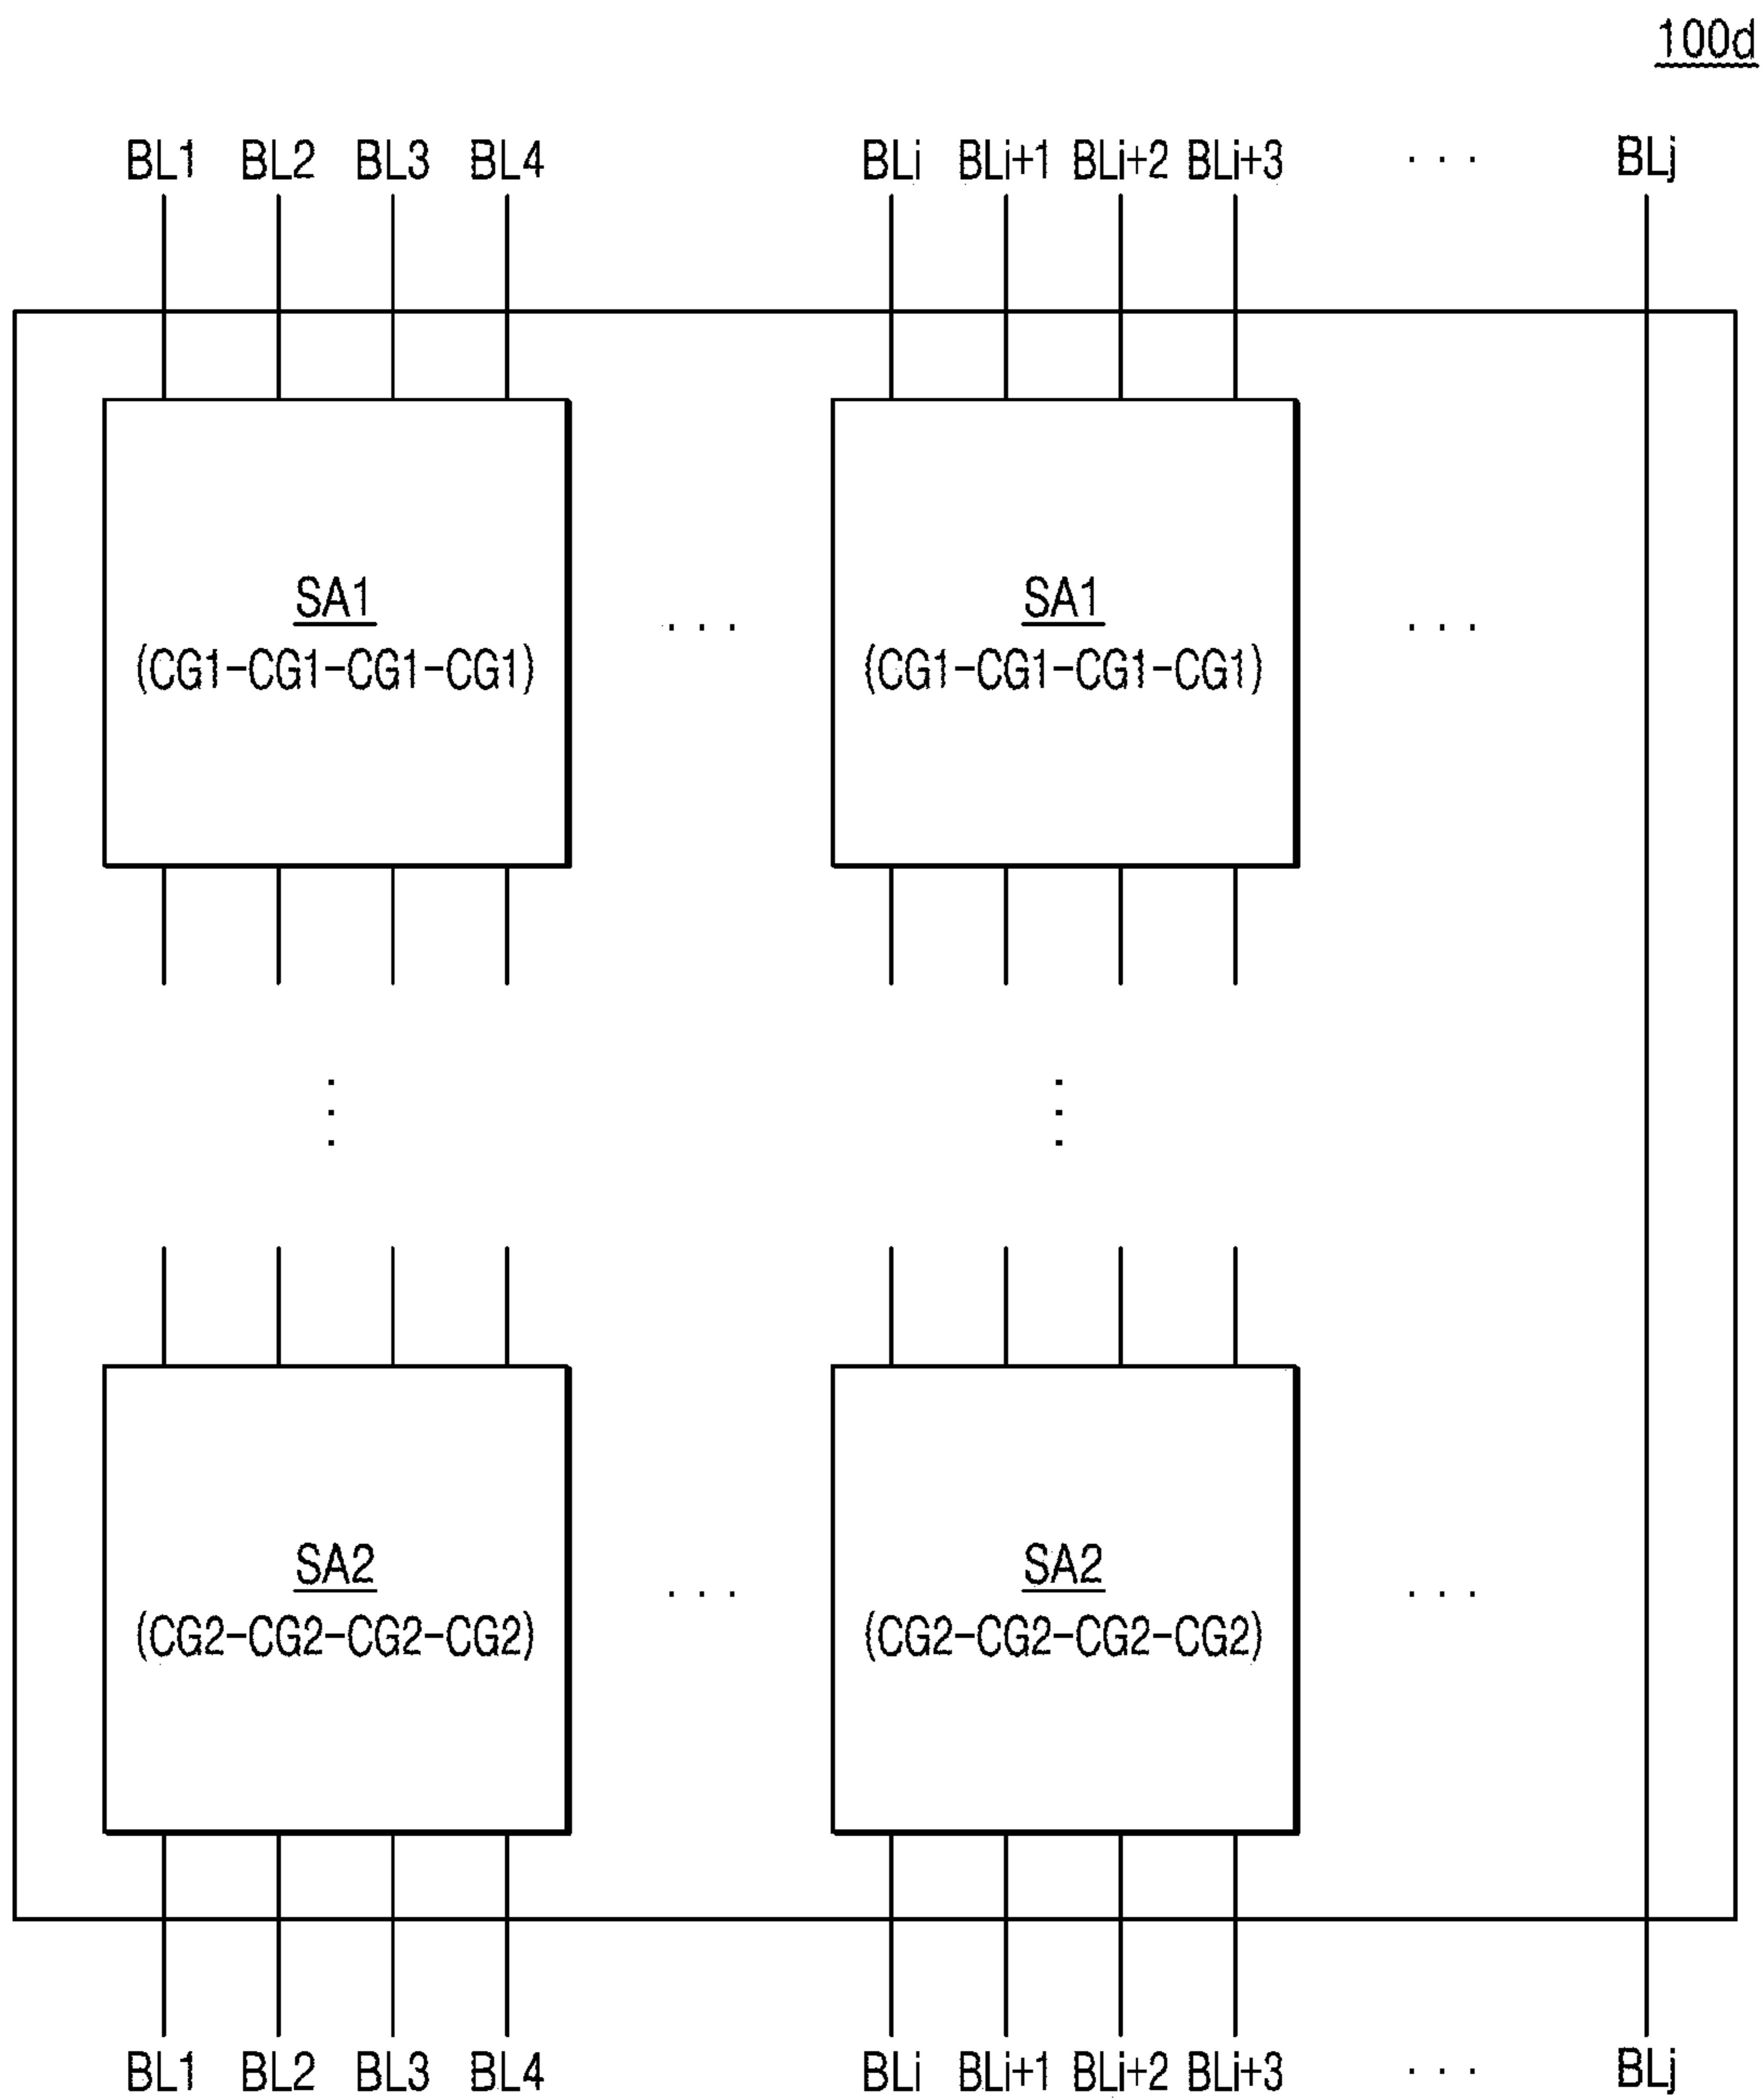 100d
BL1 BL2 BL3 BL4 BLi BLi+1 BLi+2 BLi+3 · · · BLj
SA1 · · · SA1 · · ·
(CG1-CG1-CG1-CG1) (CG1-CG1-CG1-CG1)
SA2 · · · SA2 · · ·
(CG2-CG2-CG2-CG2) (CG2-CG2-CG2-CG2)
BL1 BL2 BL3 BL4 BLi BLi+1 BLi+2 BLi+3 · · · BLj